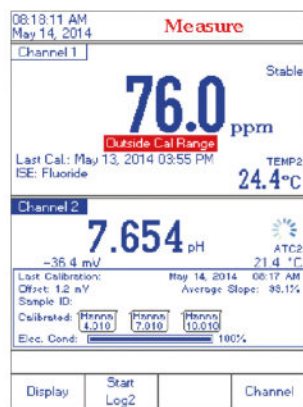 08:18:11 AM
May 14, 2014
Measure
Channel 1
Stable
76.0 ppm
Outside Cal Range
Last Cal.: May 13, 2014 03:55 PM
ISE: Fluoride
TEMP2
24.4°C
Channel 2
7.654 pH
ATC2
-36.4 mV
21.4 °C
Last Calibration: May 14, 2014 08:17 AM
Offset: 1.2 mV Average Slope: 99.1%
Sample ID:
Calibrated: Hanna 4.010 Hanna 7.010 Hanna 10.010
Elec. Cond: 100%
Display
Start Log2
Channel